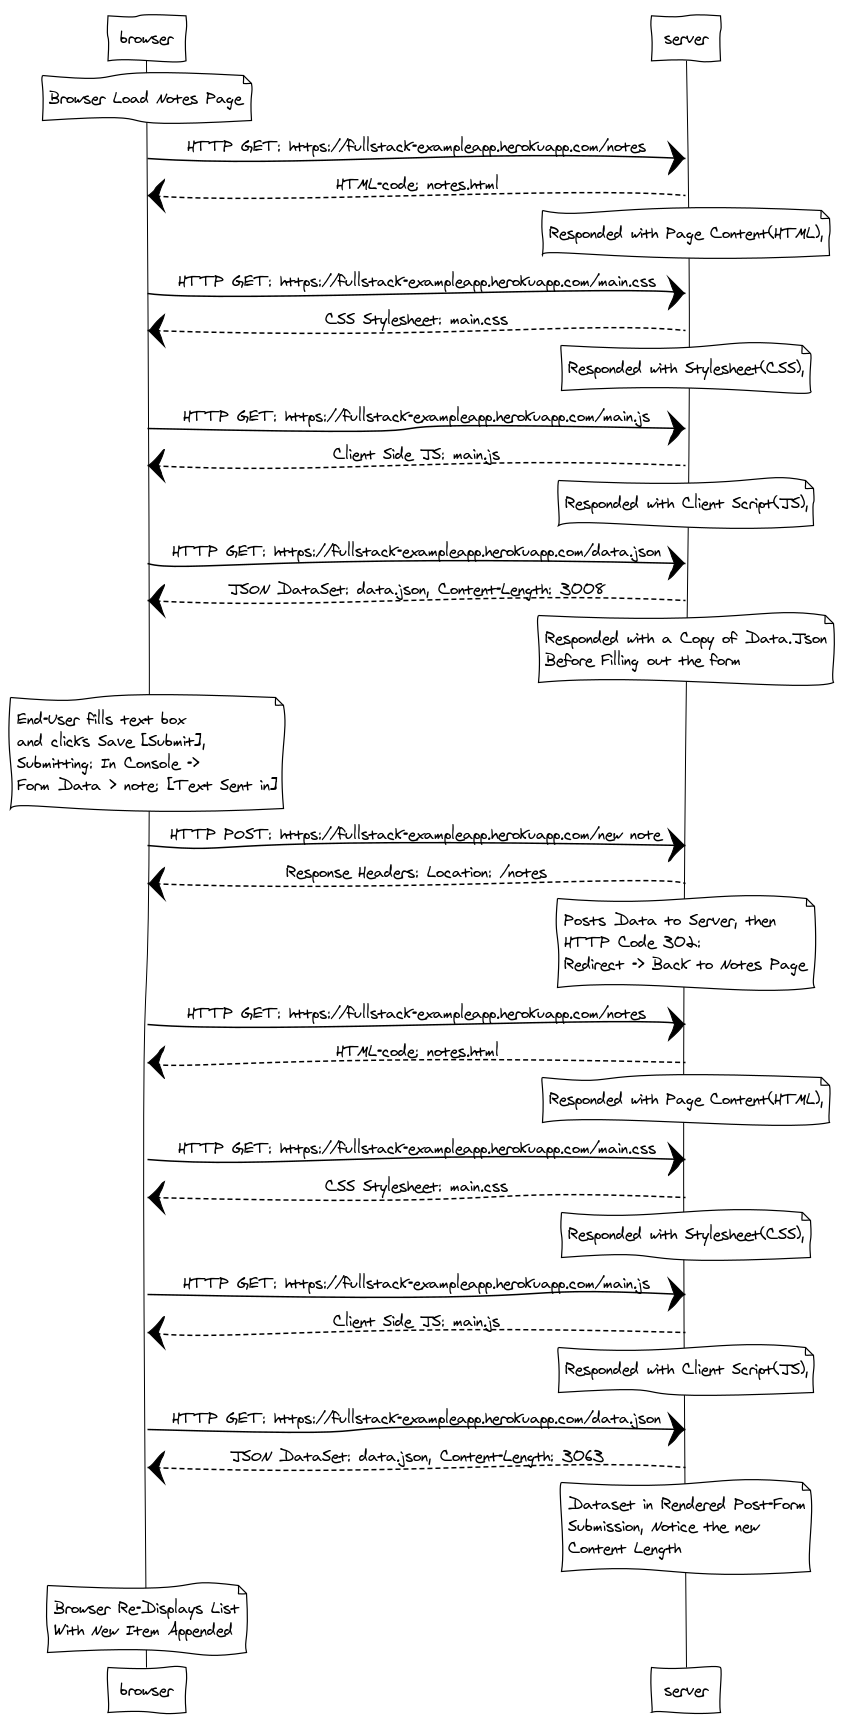 browser
server
Browser Load Notes Page
HTTP GET: https://fullstack-exampleapp.herokuapp.com/notes
HTML-code: notes.html
Responded with Page Content(HTML),
HTTP GET: https://fullstack-exampleapp.herokuapp.com/main.css
CSS Stylesheet: main.css
Responded with Stylesheet(CSS),
HTTP GET: https://fullstack-exampleapp.herokuapp.com/main.js
Client Side JS: main.js
Responded with Client Script(JS),
HTTP GET: https://fullstack-exampleapp.herokuapp.com/data.json
JSON DataSet: data.json, Content-Length: 3008
Responded with a Copy of Data.Json
Before Filling out the form
End-User fills text box
and clicks Save [Submit],
Submitting: In Console ->
Form Data > note: [Text Sent in]
HTTP POST: https://fullstack-exampleapp.herokuapp.com/new note
Response Headers: Location: /notes
Posts Data to Server, then
HTTP Code 302:
Redirect -> Back to Notes Page
HTTP GET: https://fullstack-exampleapp.herokuapp.com/notes
HTML-code: notes.html
Responded with Page Content(HTML),
HTTP GET: https://fullstack-exampleapp.herokuapp.com/main.css
CSS Stylesheet: main.css
Responded with Stylesheet(CSS),
HTTP GET: https://fullstack-exampleapp.herokuapp.com/main.js
Client Side JS: main.js
Responded with Client Script(JS),
HTTP GET: https://fullstack-exampleapp.herokuapp.com/data.json
JSON DataSet: data.json, Content-Length: 3063
Dataset in Rendered Post-Form
Submission, Notice the new
Content Length
Browser Re-Displays List
With New Item Appended
browser
server